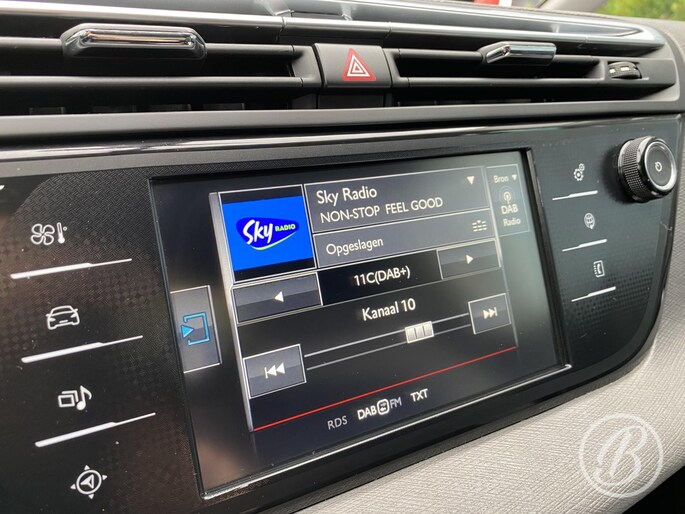 Sky RADIO
Sky Radio
NON-STOP FEEL GOOD
Bron
DAB
Radio
Opgeslagen
11C(DAB+)
Kanaal 10
RDS DAB FM TXT
B